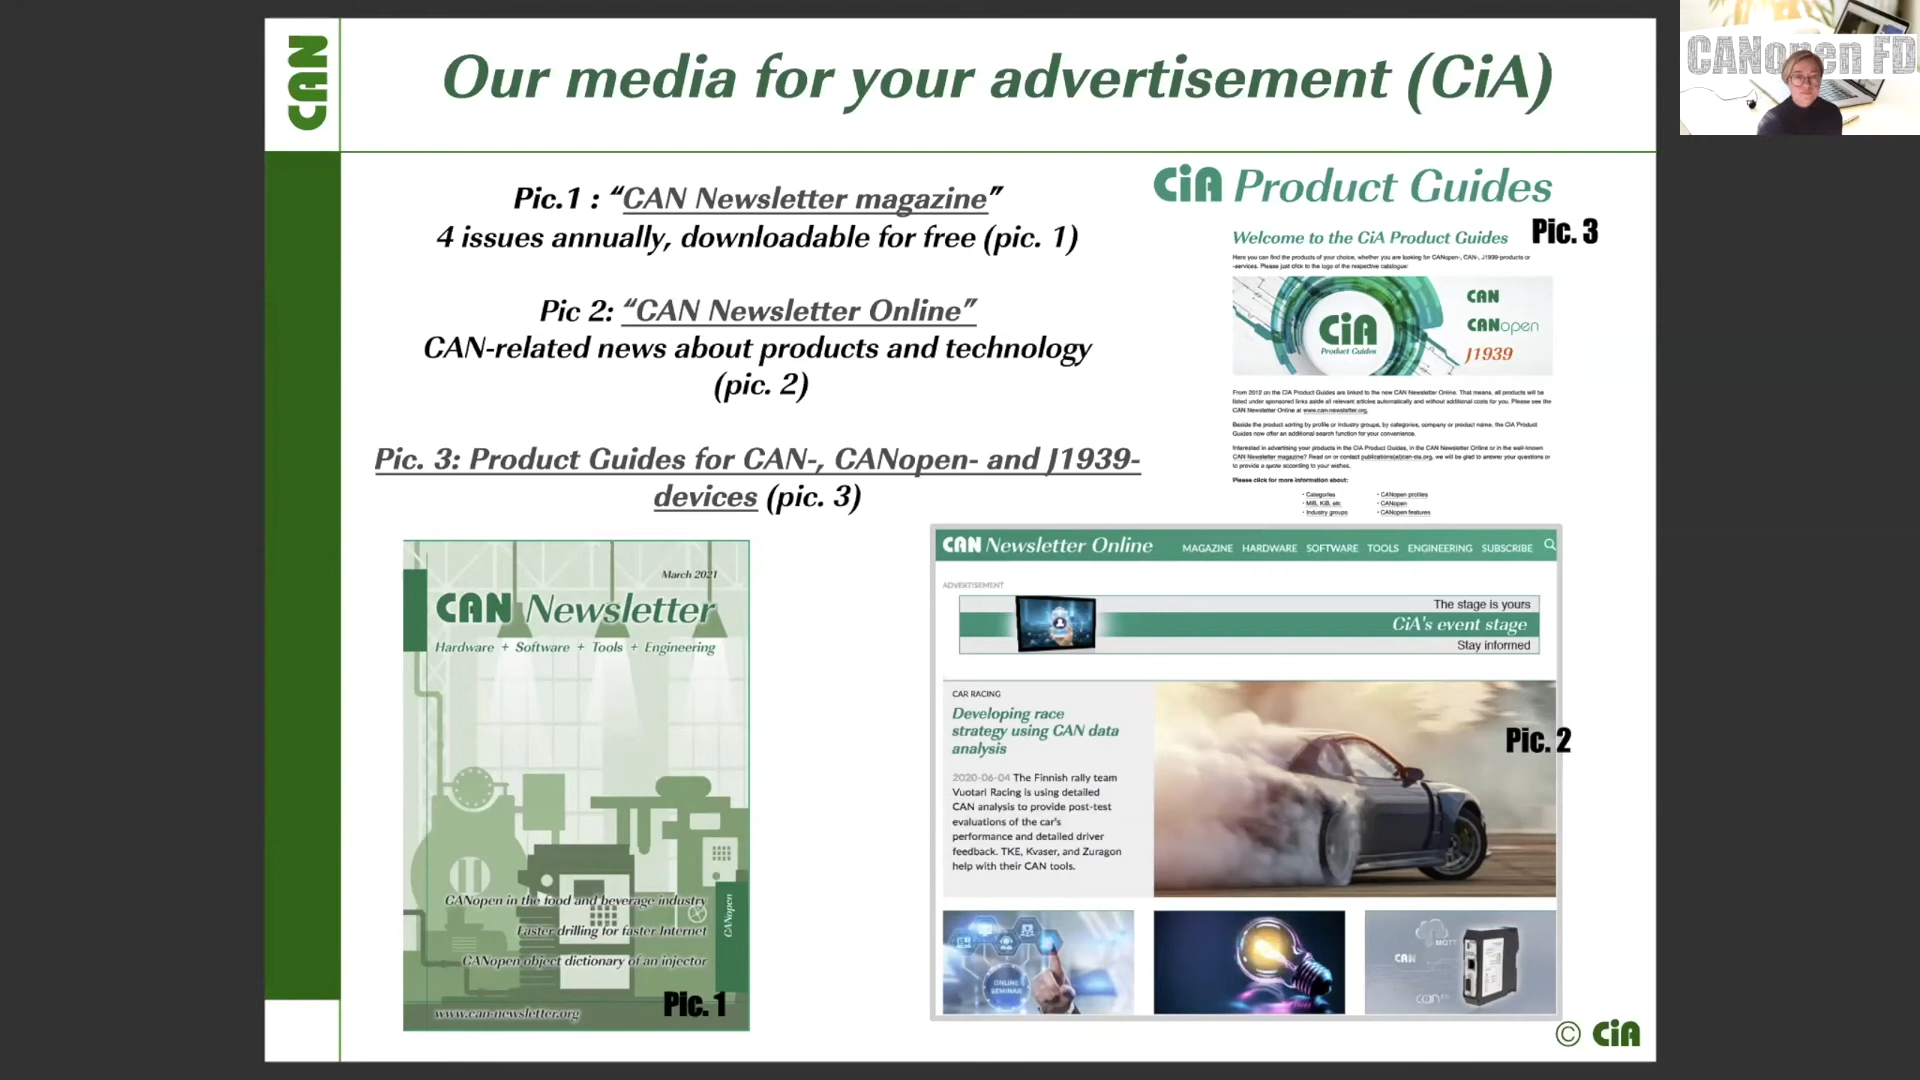 CAN
Our media for your advertisement (CiA)
Pic.1 : “CAN Newsletter magazine”
4 issues annually, downloadable for free (pic. 1)
Pic 2: “CAN Newsletter Online”
CAN-related news about products and technology
(pic. 2)
Pic. 3: Product Guides for CAN-, CANopen- and J1939-
devices (pic. 3)
CiA Product Guides
Pic. 3
Welcome to the CiA Product Guides
Here you can find the products of your choice, whether you are looking for CANopen-, CAN-, J1939-products or
-services. Please just click to the logo of the respective catalogue:
CiA
Product Guides
CAN
CANopen
J1939
From 2012 on the CiA Product Guides are linked to the new CAN Newsletter Online. That means, all products will be
listed under sponsored links aside all relevant articles automatically and without additional costs for you. Please see the
CAN Newsletter Online at www.can-newsletter.org.
Beside the product sorting by profile or industry groups, by categories, company or product name, the CiA Product
Guides now offer an additional search function for your convenience.
Interested in advertising your products in the CiA Product Guides, in the CAN Newsletter Online or in the well-known
CAN Newsletter magazine? Read on or contact publications(at)can-cia.org, we will be glad to answer your questions or
to provide a quote according to your wishes.
Please click for more information about:
· Categories
· MiB, KiB, etc
· Industry groups
· CANopen profiles
· CANopen
· CANopen features
March 2021
CAN Newsletter
Hardware + Software + Tools + Engineering
CANopen in the food and beverage industry
Faster drilling for faster Internet
CANopen object dictionary of an injector
CANopen
www.can-newsletter.org
Pic. 1
CAN Newsletter Online
MAGAZINE HARDWARE SOFTWARE TOOLS ENGINEERING SUBSCRIBE
ADVERTISEMENT
The stage is yours
CiA's event stage
Stay informed
CAR RACING
Developing race
strategy using CAN data
analysis
2020-06-04 The Finnish rally team
Vuotari Racing is using detailed
CAN analysis to provide post-test
evaluations of the car's
performance and detailed driver
feedback. TKE, Kvaser, and Zuragon
help with their CAN tools.
Pic. 2
ONLINE
SEMINAR
MQTT
CAN
© CiA
CANopen FD